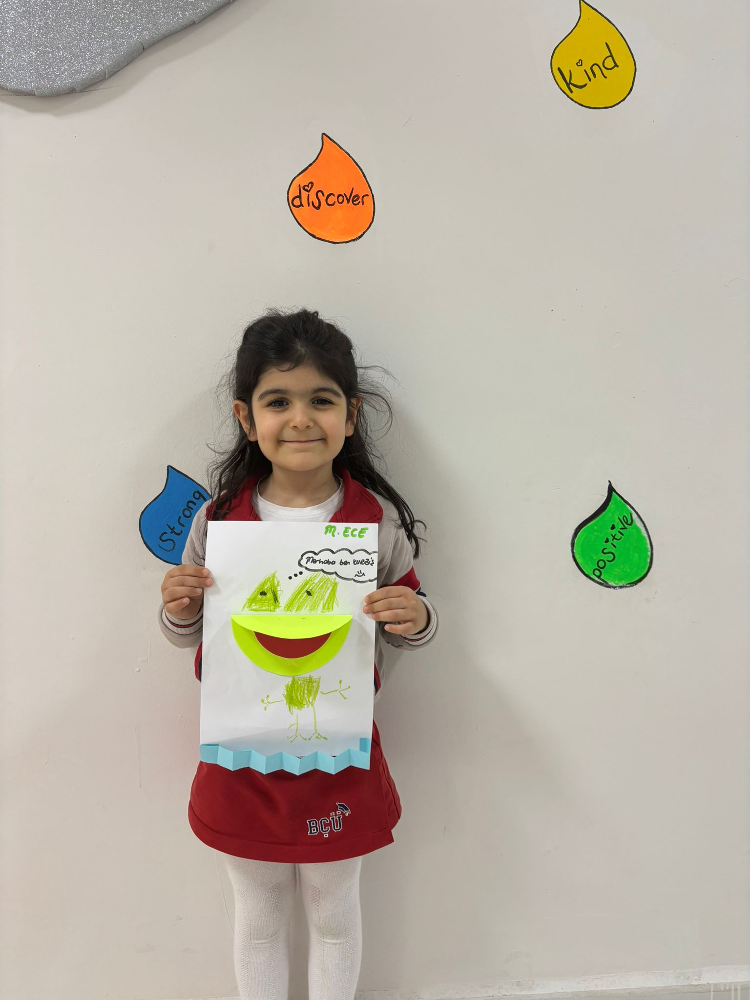 kind
discover
Strong
positive
M. ECE
Merhaba ben
BÇÜ